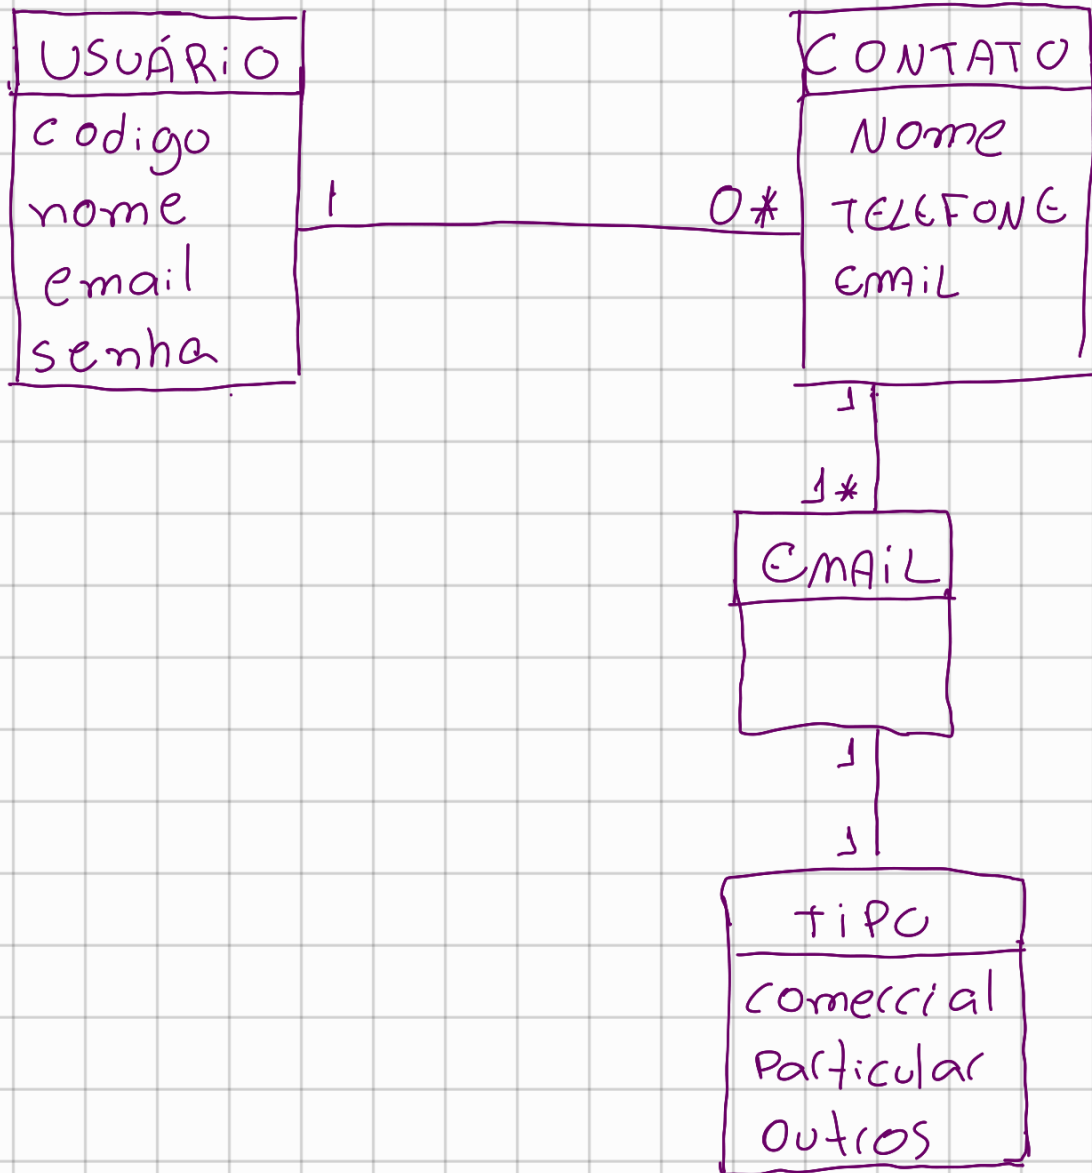 USUÁRiO
codigo
nome
email
senha
1
0*
CONTATO
Nome
TELEFONE
EMAiL
1
1*
EMAiL
1
1
tiPO
comercial
Particular
Outros